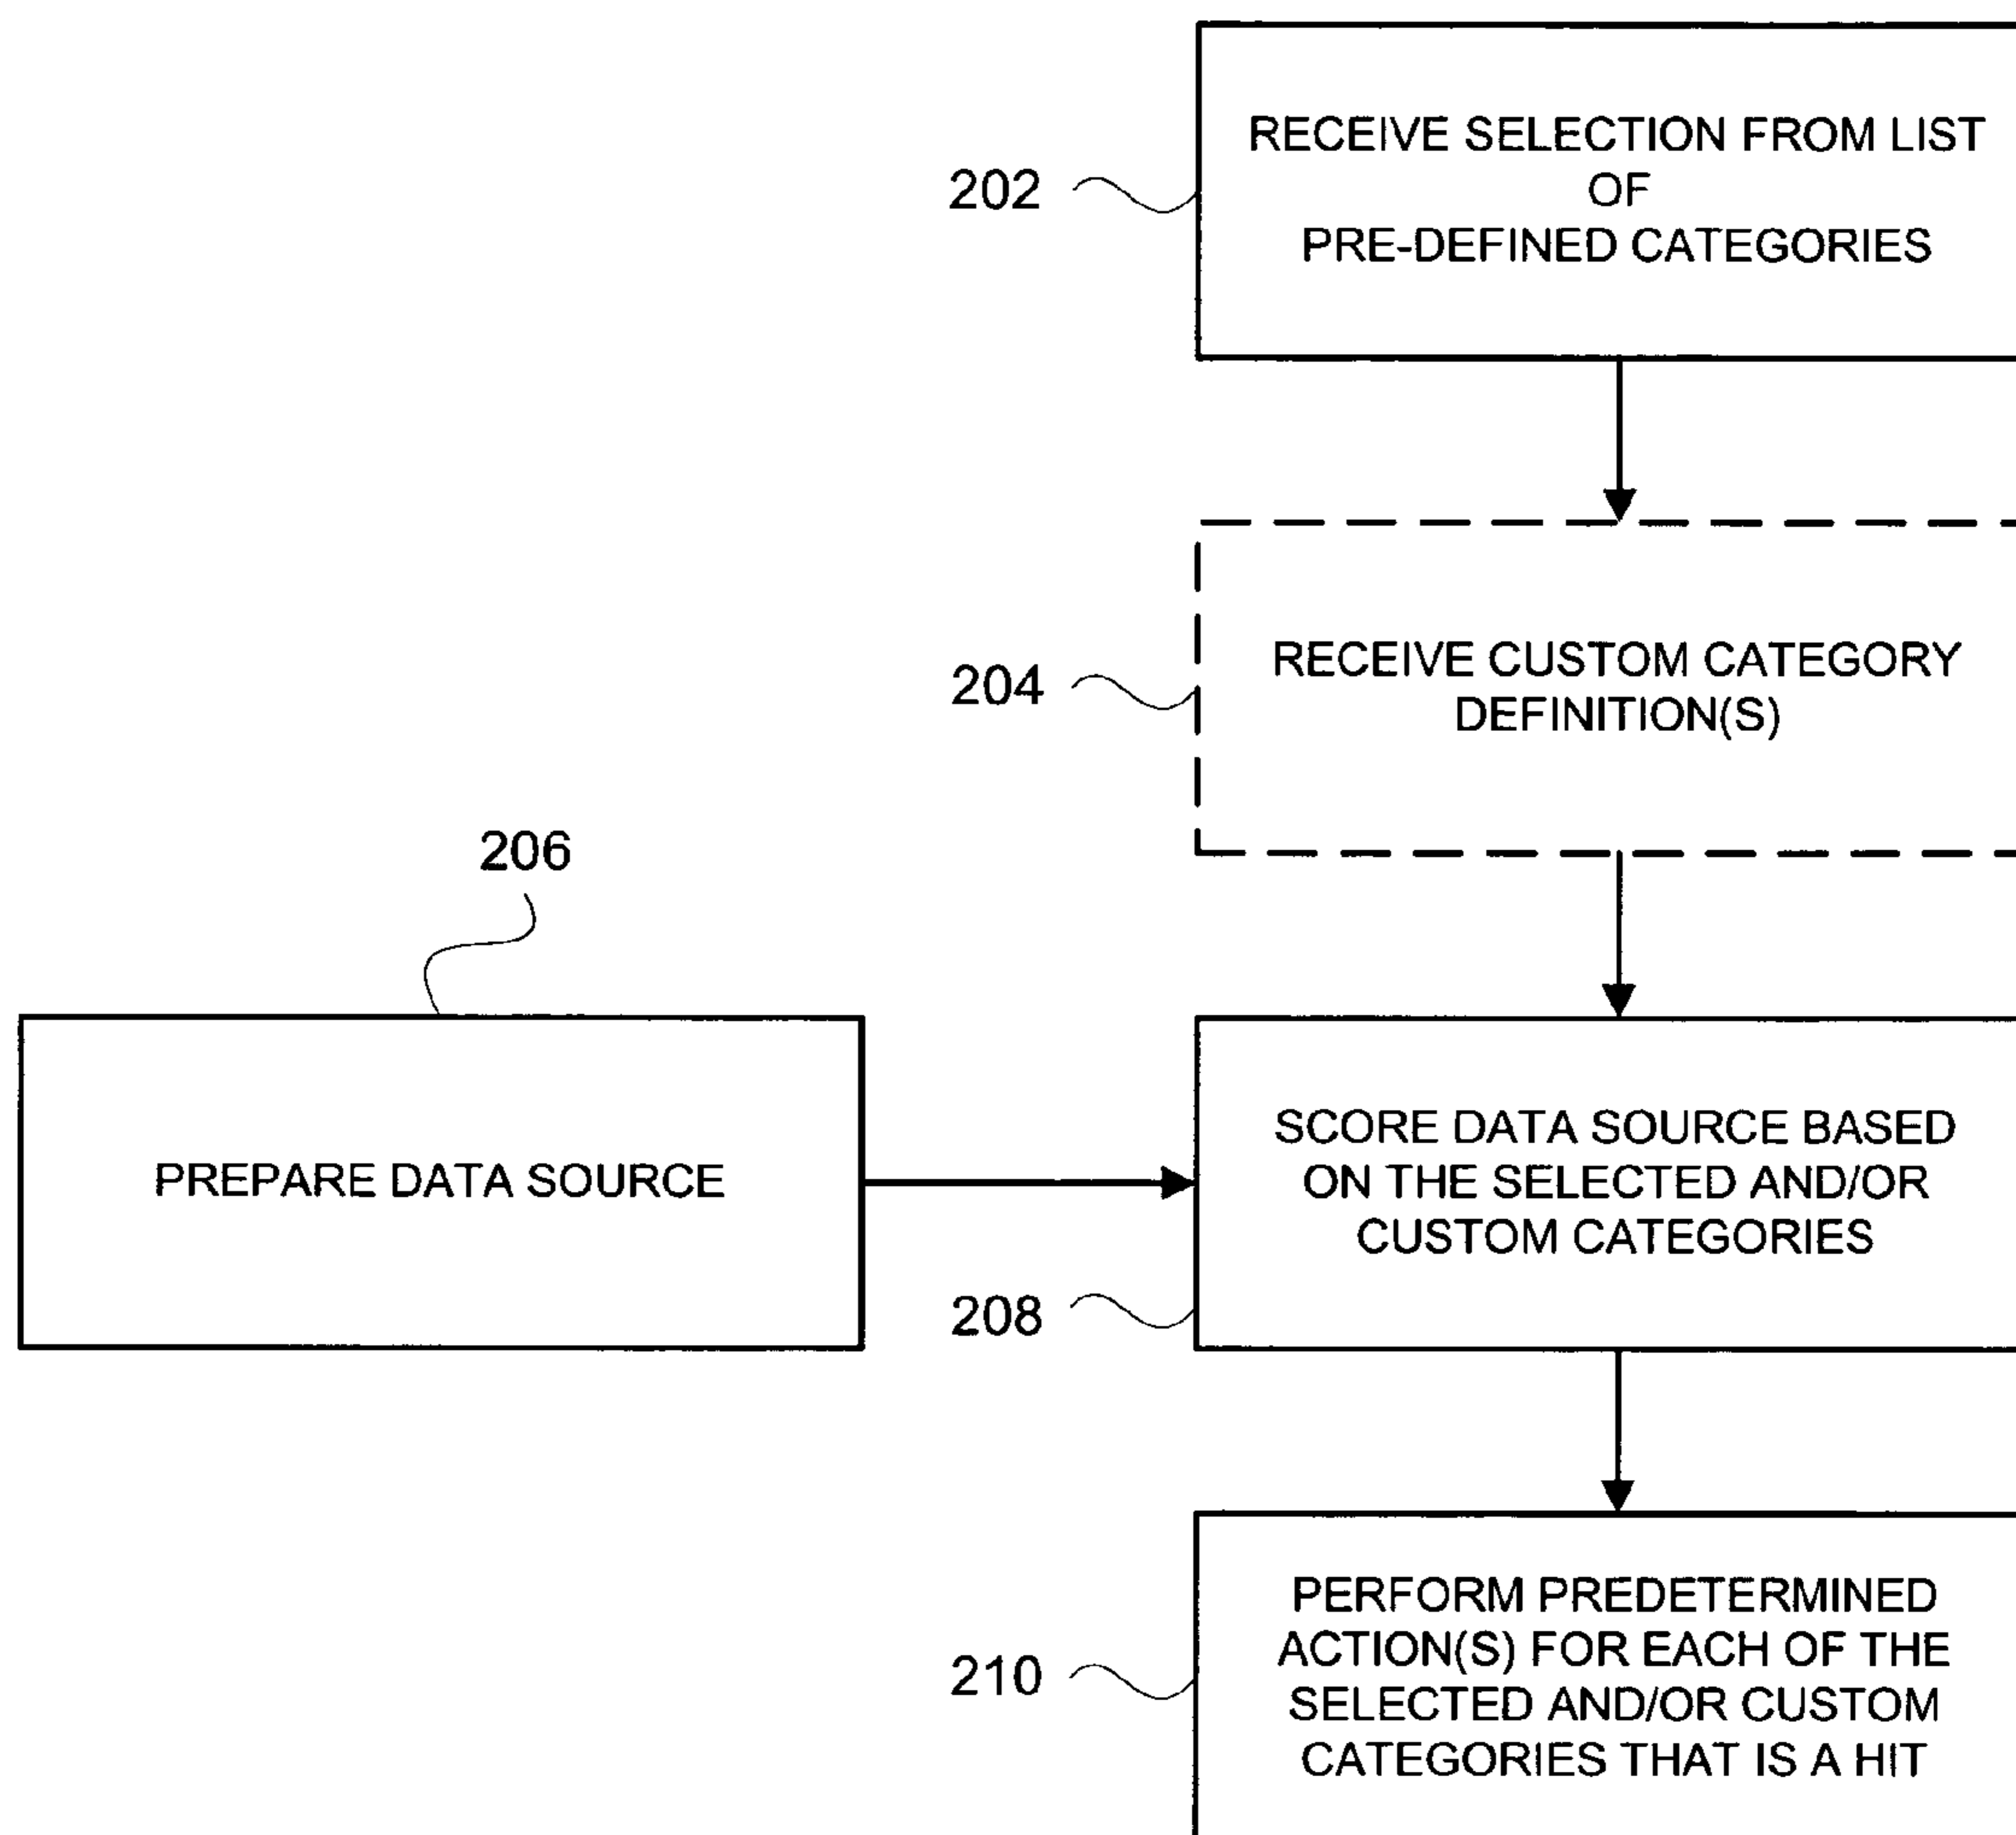 202
RECEIVE SELECTION FROM LIST
OF
PRE-DEFINED CATEGORIES
204
RECEIVE CUSTOM CATEGORY
DEFINITION(S)
206
PREPARE DATA SOURCE
SCORE DATA SOURCE BASED
ON THE SELECTED AND/OR
CUSTOM CATEGORIES
208
210
PERFORM PREDETERMINED
ACTION(S) FOR EACH OF THE
SELECTED AND/OR CUSTOM
CATEGORIES THAT IS A HIT